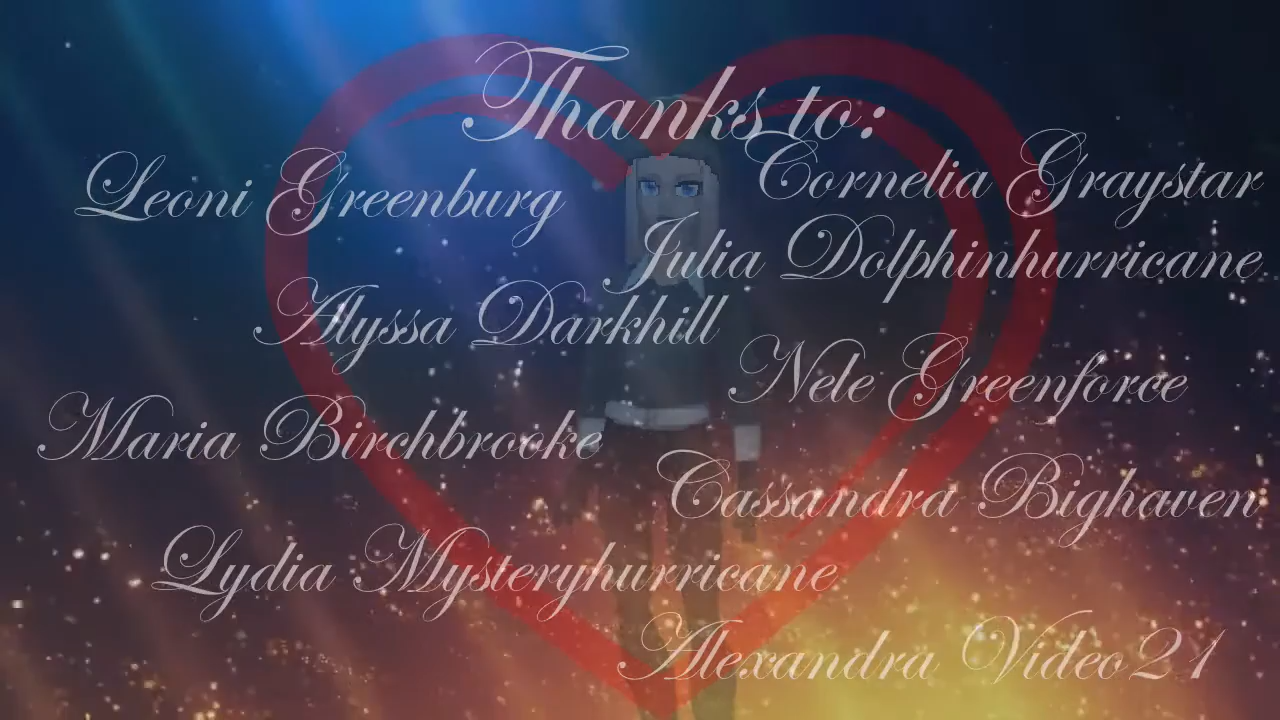 Thanks to:
Leoni Greenburg
Cornelia Graystar
Julia Dolphinhurricane
Alyssa Darkhill
Nele Greenforce
Maria Birchbrooke
Cassandra Bighaven
Lydia Mysteryhurricane
Alexandra Video21